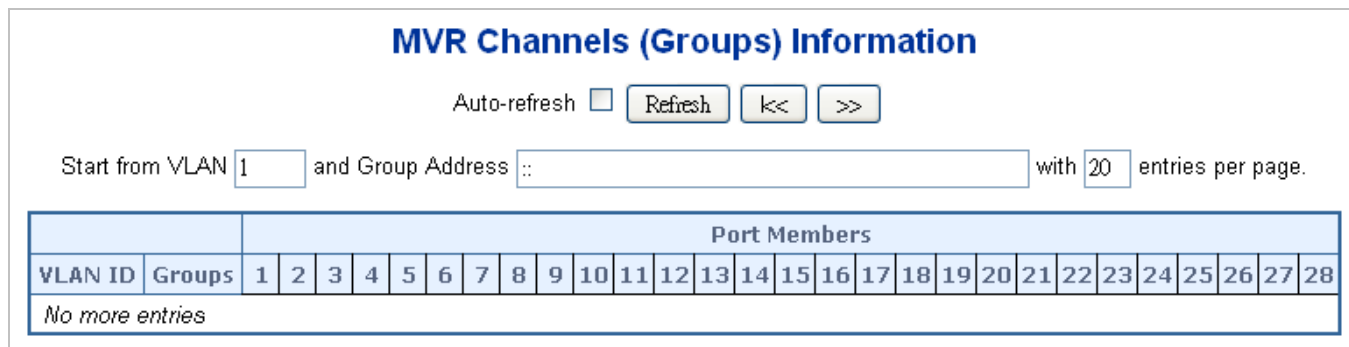 MVR Channels (Groups) Information
Auto-refresh Refresh |<< >>
Start from VLAN 1 and Group Address :: with 20 entries per page.
Port Members
VLAN ID Groups 1 2 3 4 5 6 7 8 9 10 11 12 13 14 15 16 17 18 19 20 21 22 23 24 25 26 27 28
No more entries